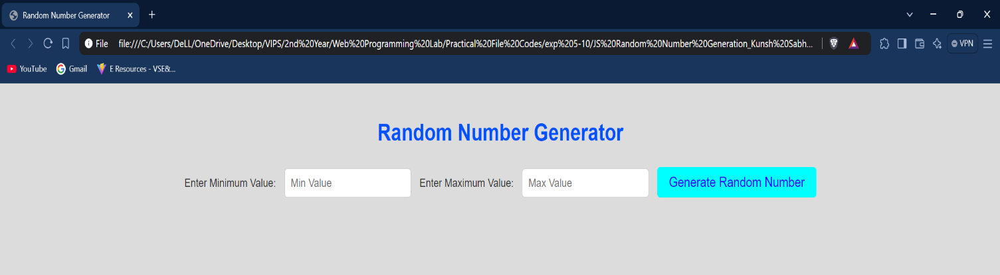 Random Number Generator
File file:///C:/Users/DeLL/OneDrive/Desktop/VIPS/2nd%20Year/Web%20Programming%20Lab/Practical%20File%20Codes/exp%205-10/JS%20Random%20Number%20Generation_Kunsh%20Sabh... VPN
YouTube Gmail E Resources - VSE&...
Random Number Generator
Enter Minimum Value: Min Value Enter Maximum Value: Max Value Generate Random Number